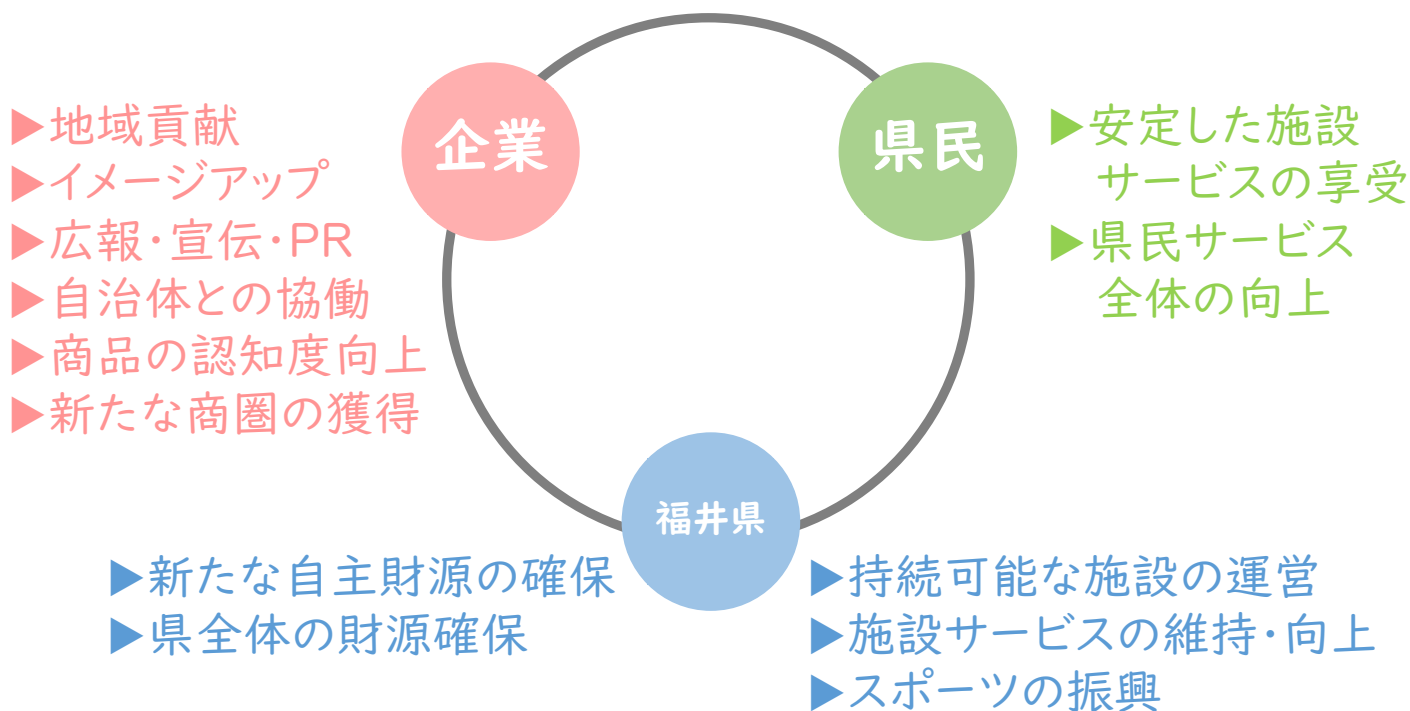 企業
▶地域貢献
▶イメージアップ
▶広報・宣伝・PR
▶自治体との協働
▶商品の認知度向上
▶新たな商圏の獲得
県民
▶安定した施設
サービスの享受
▶県民サービス
全体の向上
福井県
▶新たな自主財源の確保
▶県全体の財源確保
▶持続可能な施設の運営
▶施設サービスの維持・向上
▶スポーツの振興